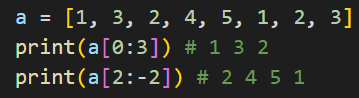 a = [1, 3, 2, 4, 5, 1, 2, 3]
print(a[0:3]) # 1 3 2
print(a[2:-2]) # 2 4 5 1